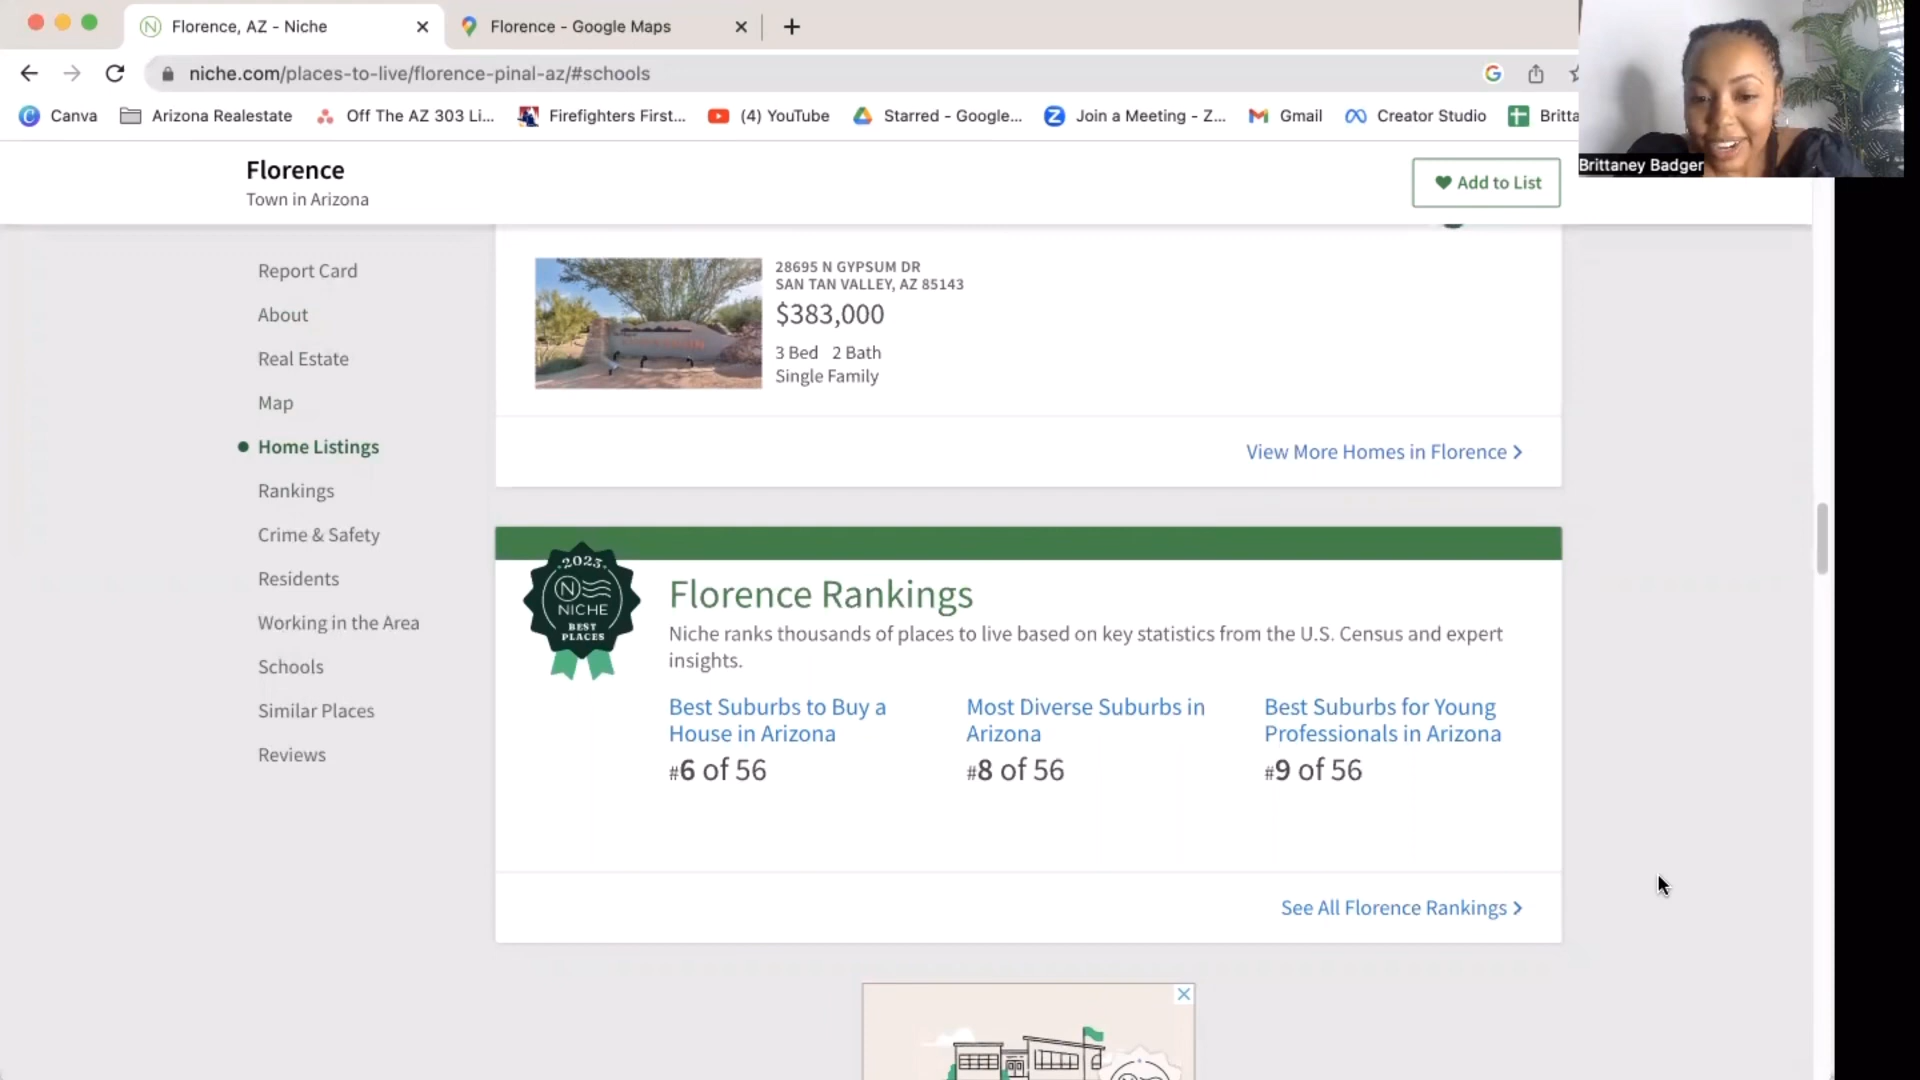 Florence, AZ - Niche
Florence - Google Maps
niche.com/places-to-live/florence-pinal-az/#schools
Canva
Arizona Realestate
Off The AZ 303 Li...
Firefighters First...
(4) YouTube
Starred - Google...
Join a Meeting - Z...
Gmail
Creator Studio
Britta
Brittaney Badger
Florence
Town in Arizona
Add to List
Report Card
About
Real Estate
Map
Home Listings
Rankings
Crime & Safety
Residents
Working in the Area
Schools
Similar Places
Reviews
28695 N GYPSUM DR
SAN TAN VALLEY, AZ 85143
$383,000
3 Bed 2 Bath
Single Family
View More Homes in Florence
2023
NICHE
BEST
PLACES
Florence Rankings
Niche ranks thousands of places to live based on key statistics from the U.S. Census and expert
insights.
Best Suburbs to Buy a
House in Arizona
#6 of 56
Most Diverse Suburbs in
Arizona
#8 of 56
Best Suburbs for Young
Professionals in Arizona
#9 of 56
See All Florence Rankings